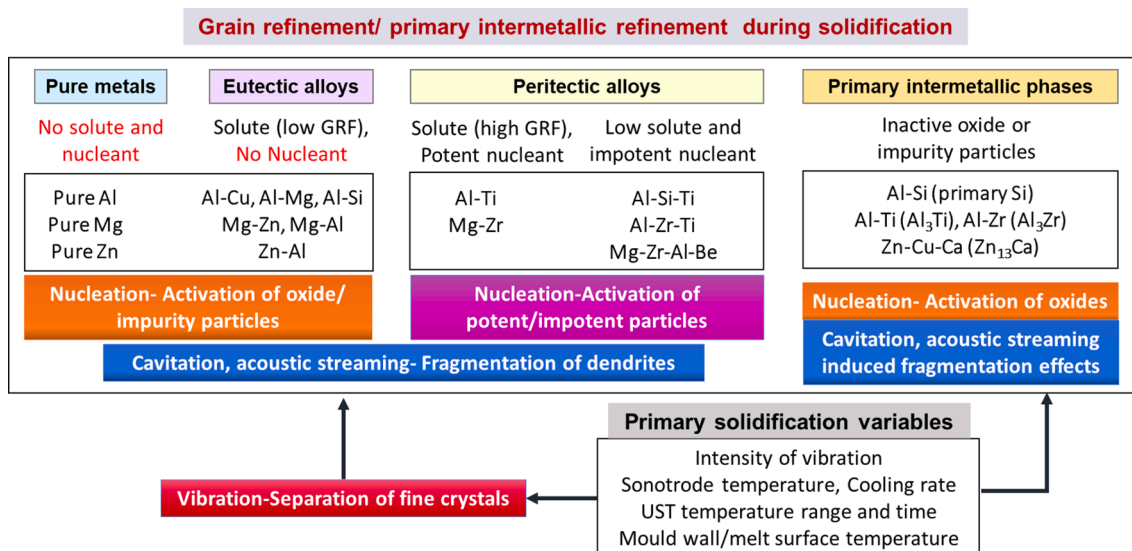 Grain refinement/ primary intermetallic refinement during solidification
Pure metals
No solute and
nucleant
Pure Al
Pure Mg
Pure Zn
Eutectic alloys
Solute (low GRF),
No Nucleant
Al-Cu, Al-Mg, Al-Si
Mg-Zn, Mg-Al
Zn-Al
Nucleation- Activation of oxide/
impurity particles
Peritectic alloys
Solute (high GRF),
Potent nucleant
Al-Ti
Mg-Zr
Low solute and
impotent nucleant
Al-Si-Ti
Al-Zr-Ti
Mg-Zr-Al-Be
Nucleation-Activation of
potent/impotent particles
Cavitation, acoustic streaming- Fragmentation of dendrites
Primary intermetallic phases
Inactive oxide or
impurity particles
Al-Si (primary Si)
Al-Ti (Al₃Ti), Al-Zr (Al₃Zr)
Zn-Cu-Ca (Zn₁₃Ca)
Nucleation- Activation of oxides
Cavitation, acoustic streaming
induced fragmentation effects
Primary solidification variables
Intensity of vibration
Sonotrode temperature, Cooling rate
UST temperature range and time
Mould wall/melt surface temperature
Vibration-Separation of fine crystals